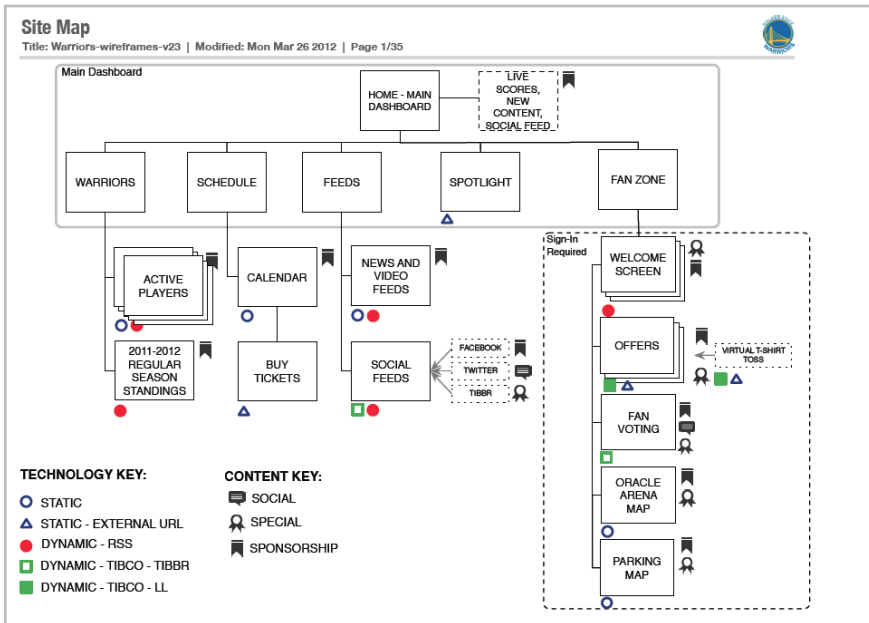 Site Map
Title: Warriors-wireframes-v23 | Modified: Mon Mar 26 2012 | Page 1/35
WARRIORS
Main Dashboard
HOME - MAIN
DASHBOARD
LIVE
SCORES,
NEW
CONTENT,
SOCIAL FEED
WARRIORS
SCHEDULE
FEEDS
SPOTLIGHT
FAN ZONE
ACTIVE
PLAYERS
2011-2012
REGULAR
SEASON
STANDINGS
CALENDAR
BUY
TICKETS
NEWS AND
VIDEO
FEEDS
SOCIAL
FEEDS
FACEBOOK
TWITTER
TIBBR
Sign-In
Required
WELCOME
SCREEN
OFFERS
VIRTUAL T-SHIRT
TOSS
FAN
VOTING
ORACLE
ARENA
MAP
PARKING
MAP
TECHNOLOGY KEY:
STATIC
STATIC - EXTERNAL URL
DYNAMIC - RSS
DYNAMIC - TIBCO - TIBBR
DYNAMIC - TIBCO - LL
CONTENT KEY:
SOCIAL
SPECIAL
SPONSORSHIP